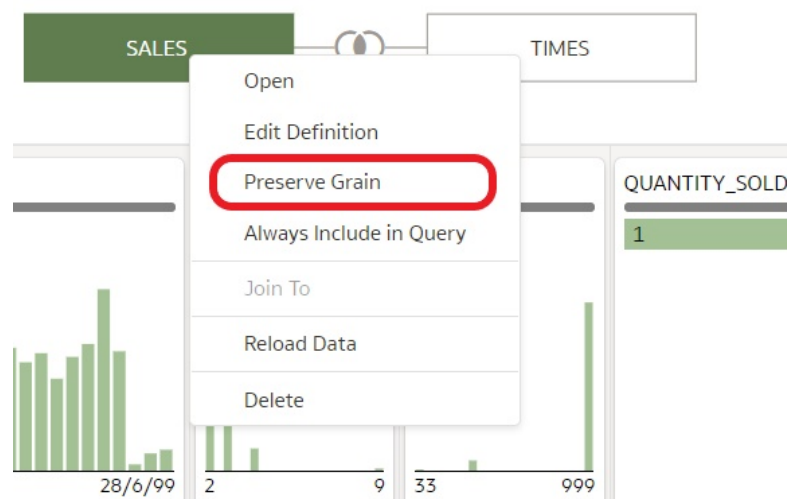 SALES
TIMES
Open
Edit Definition
Preserve Grain
Always Include in Query
Join To
Reload Data
Delete
QUANTITY_SOLD
1
28/6/99
2
9
33
999